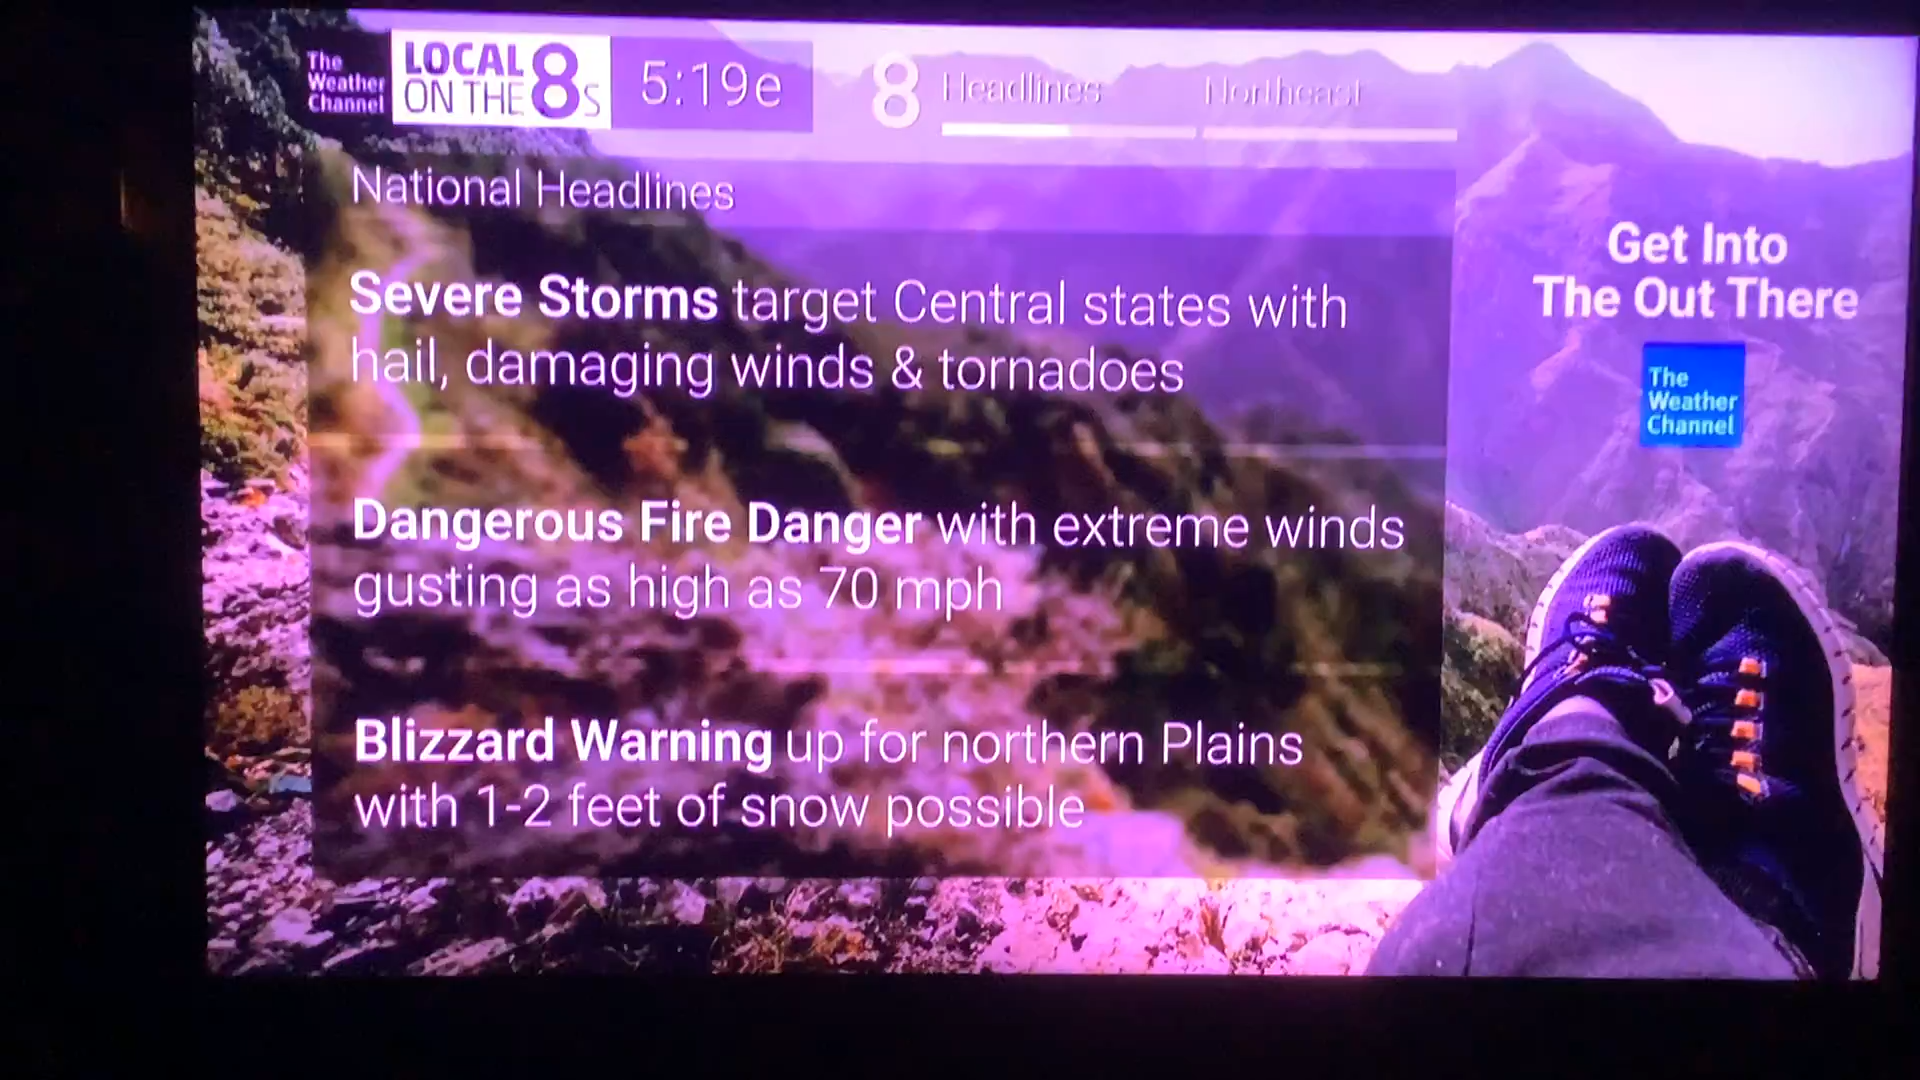 The
Weather
Channel
LOCAL
ON THE 8s
5:19e
8
Headlines
Northeast
National Headlines
Severe Storms target Central states with
hail, damaging winds & tornadoes
Dangerous Fire Danger with extreme winds
gusting as high as 70 mph
Blizzard Warning up for northern Plains
with 1-2 feet of snow possible
Get Into
The Out There
The
Weather
Channel